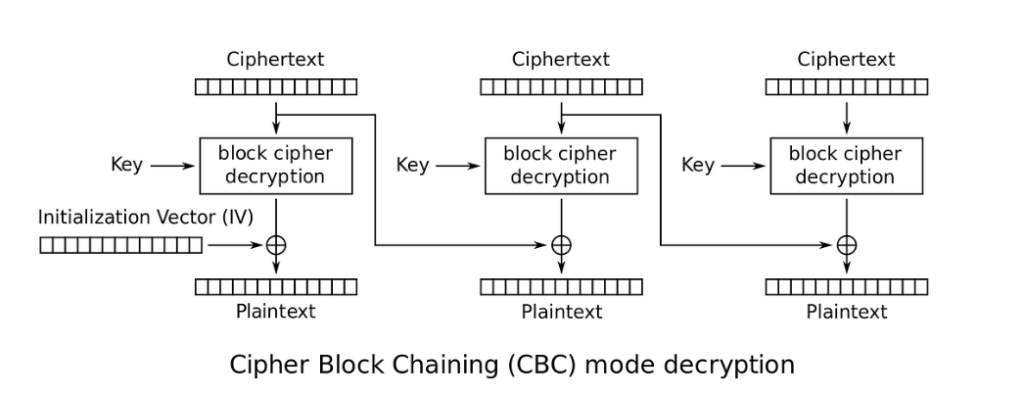 Ciphertext
Ciphertext
Ciphertext
Key
block cipher
decryption
Key
block cipher
decryption
Key
block cipher
decryption
Initialization Vector (IV)
Plaintext
Plaintext
Plaintext
Cipher Block Chaining (CBC) mode decryption